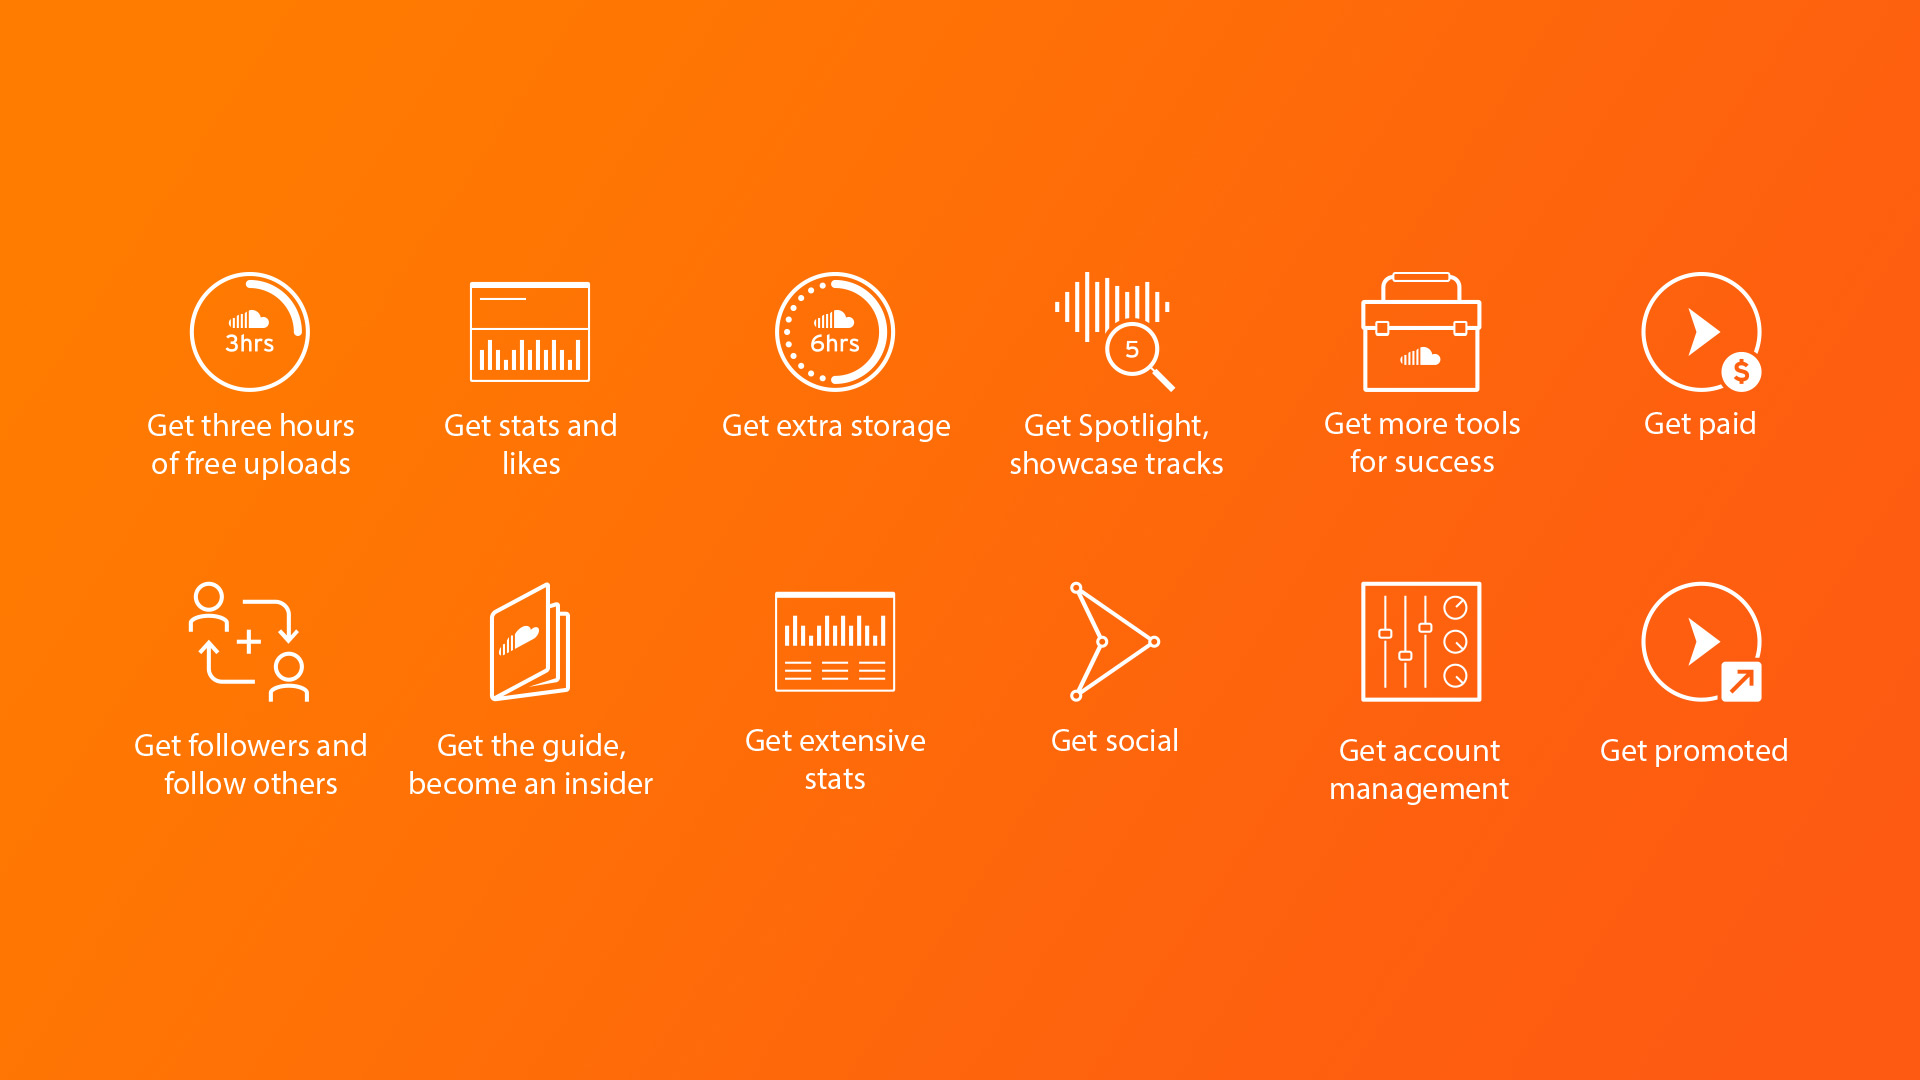 3hrs
Get three hours
of free uploads
Get stats and
likes
6hrs
Get extra storage
5
Get Spotlight,
showcase tracks
Get more tools
for success
$
Get paid
Get followers and
follow others
Get the guide,
become an insider
Get extensive
stats
Get social
Get account
management
Get promoted